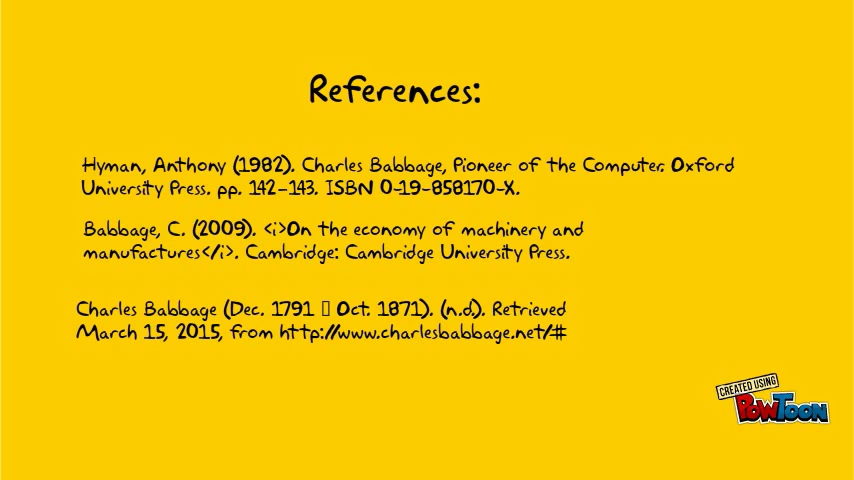 References:
Hyman, Anthony (1982). Charles Babbage, Pioneer of the Computer. Oxford
University Press. pp. 142-143. ISBN 0-19-858170-X.
Babbage, C. (2009). <i>On the economy of machinery and
manufactures</i>. Cambridge: Cambridge University Press.
Charles Babbage (Dec. 1791 ▯ Oct. 1871). (n.d.). Retrieved
March 15, 2015, from http://www.charlesbabbage.net/#
CREATED USING
POWTOON